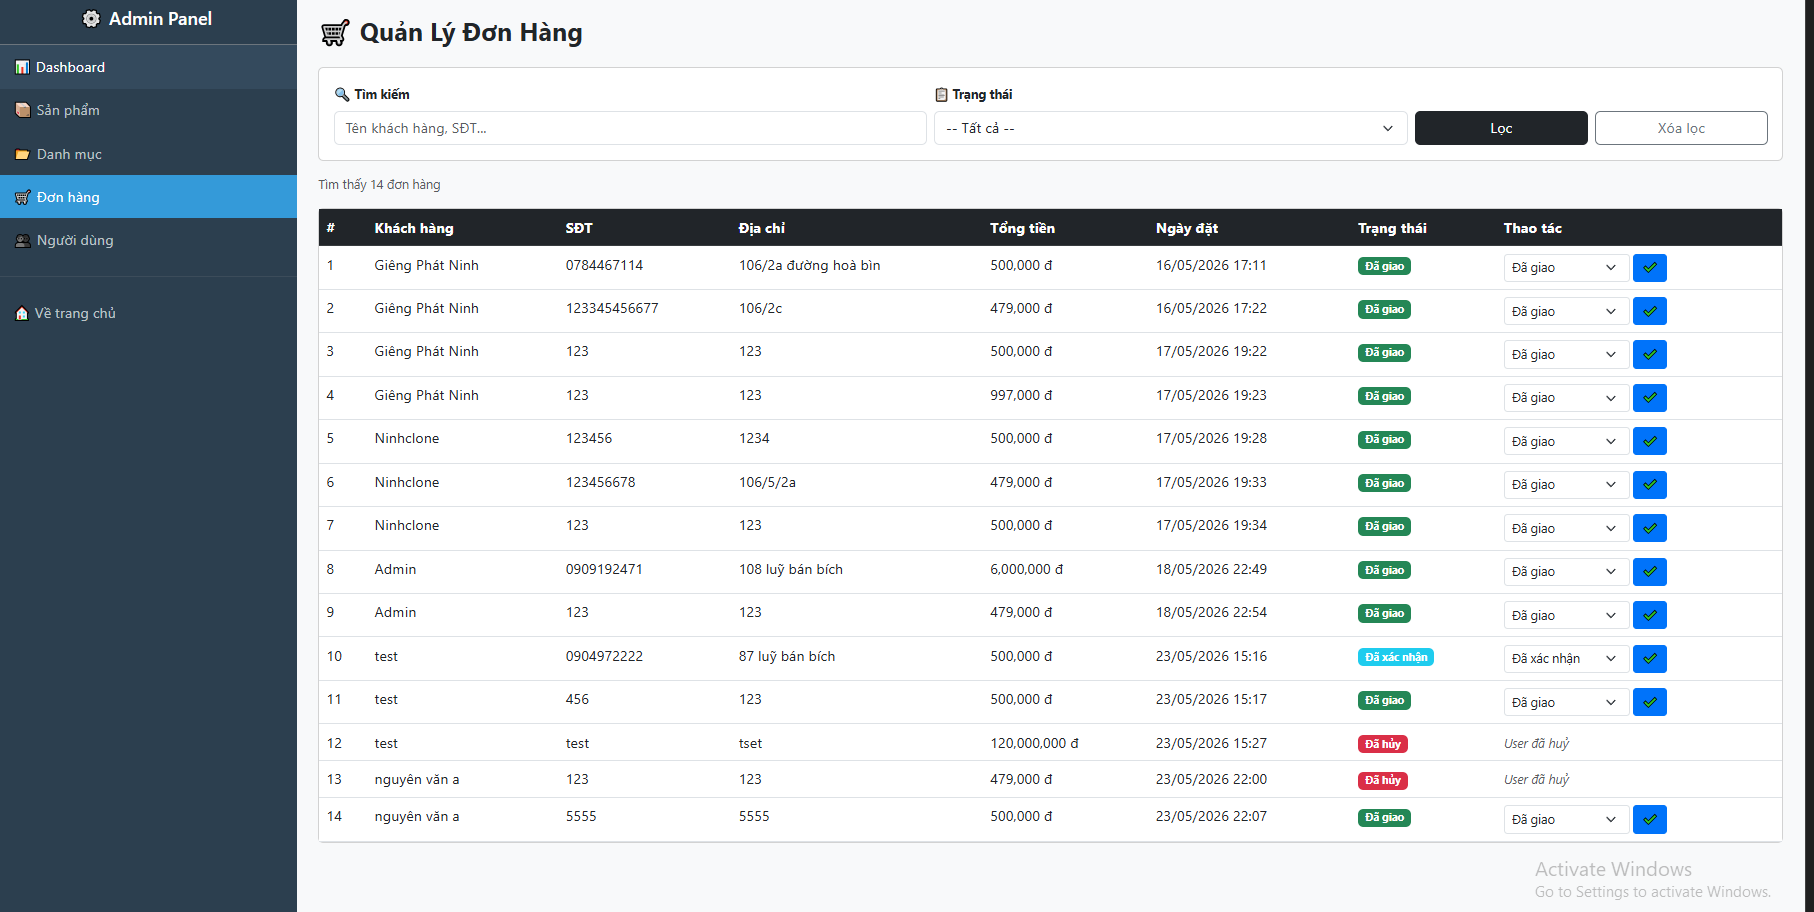 Admin Panel
Dashboard
Sản phẩm
Danh mục
Đơn hàng
Người dùng
Về trang chủ
Quản Lý Đơn Hàng
Tìm kiếm
Trạng thái
Tên khách hàng, SĐT...
-- Tất cả --
Lọc
Xóa lọc
Tìm thấy 14 đơn hàng
# Khách hàng SĐT Địa chỉ Tổng tiền Ngày đặt Trạng thái Thao tác
1 Giêng Phát Ninh 0784467114 106/2a đường hoà bìn 500,000 đ 16/05/2026 17:11 Đã giao Đã giao
2 Giêng Phát Ninh 123345456677 106/2c 479,000 đ 16/05/2026 17:22 Đã giao Đã giao
3 Giêng Phát Ninh 123 123 500,000 đ 17/05/2026 19:22 Đã giao Đã giao
4 Giêng Phát Ninh 123 123 997,000 đ 17/05/2026 19:23 Đã giao Đã giao
5 Ninhclone 123456 1234 500,000 đ 17/05/2026 19:28 Đã giao Đã giao
6 Ninhclone 123456678 106/5/2a 479,000 đ 17/05/2026 19:33 Đã giao Đã giao
7 Ninhclone 123 123 500,000 đ 17/05/2026 19:34 Đã giao Đã giao
8 Admin 0909192471 108 luỹ bán bích 6,000,000 đ 18/05/2026 22:49 Đã giao Đã giao
9 Admin 123 123 479,000 đ 18/05/2026 22:54 Đã giao Đã giao
10 test 0904972222 87 luỹ bán bích 500,000 đ 23/05/2026 15:16 Đã xác nhận Đã xác nhận
11 test 456 123 500,000 đ 23/05/2026 15:17 Đã giao Đã giao
12 test test tset 120,000,000 đ 23/05/2026 15:27 Đã hủy User đã huỷ
13 nguyên văn a 123 123 479,000 đ 23/05/2026 22:00 Đã hủy User đã huỷ
14 nguyên văn a 5555 5555 500,000 đ 23/05/2026 22:07 Đã giao Đã giao
Activate Windows
Go to Settings to activate Windows.